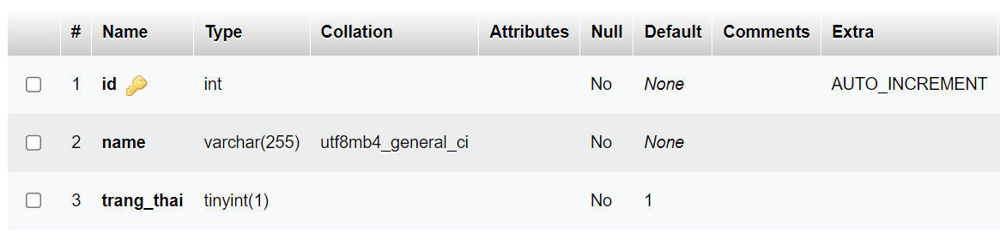 # Name Type Collation Attributes Null Default Comments Extra
1 id int No None AUTO_INCREMENT
2 name varchar(255) utf8mb4_general_ci No None
3 trang_thai tinyint(1) No 1